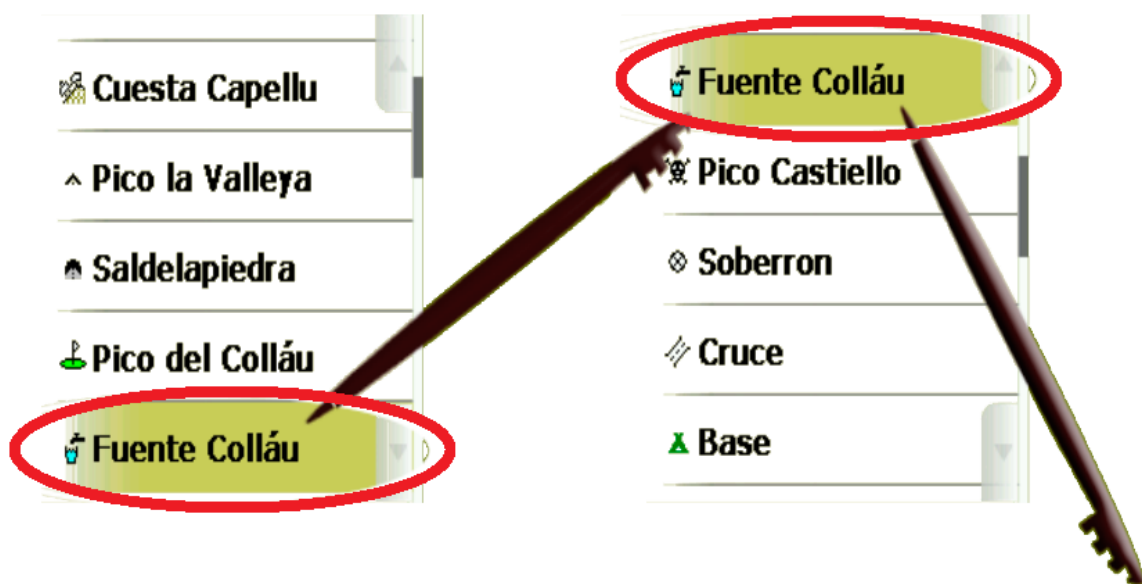 Cuesta Capellu
Pico la Valleya
Saldelapiedra
Pico del Colláu
Fuente Colláu
Fuente Colláu
Pico Castiello
Soberron
Cruce
Base